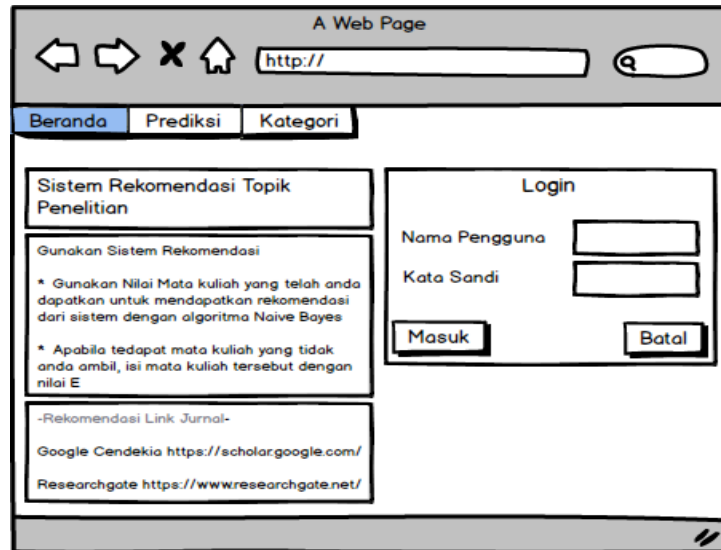 A Web Page
http://
Beranda Prediksi Kategori
Sistem Rekomendasi Topik
Penelitian
Gunakan Sistem Rekomendasi
* Gunakan Nilai Mata kuliah yang telah anda
dapatkan untuk mendapatkan rekomendasi
dari sistem dengan algoritma Naive Bayes
* Apabila tedapat mata kuliah yang tidak
anda ambil, isi mata kuliah tersebut dengan
nilai E
-Rekomendasi Link Jurnal-
Google Cendekia https://scholar.google.com/
Researchgate https://www.researchgate.net/
Login
Nama Pengguna
Kata Sandi
Masuk Batal